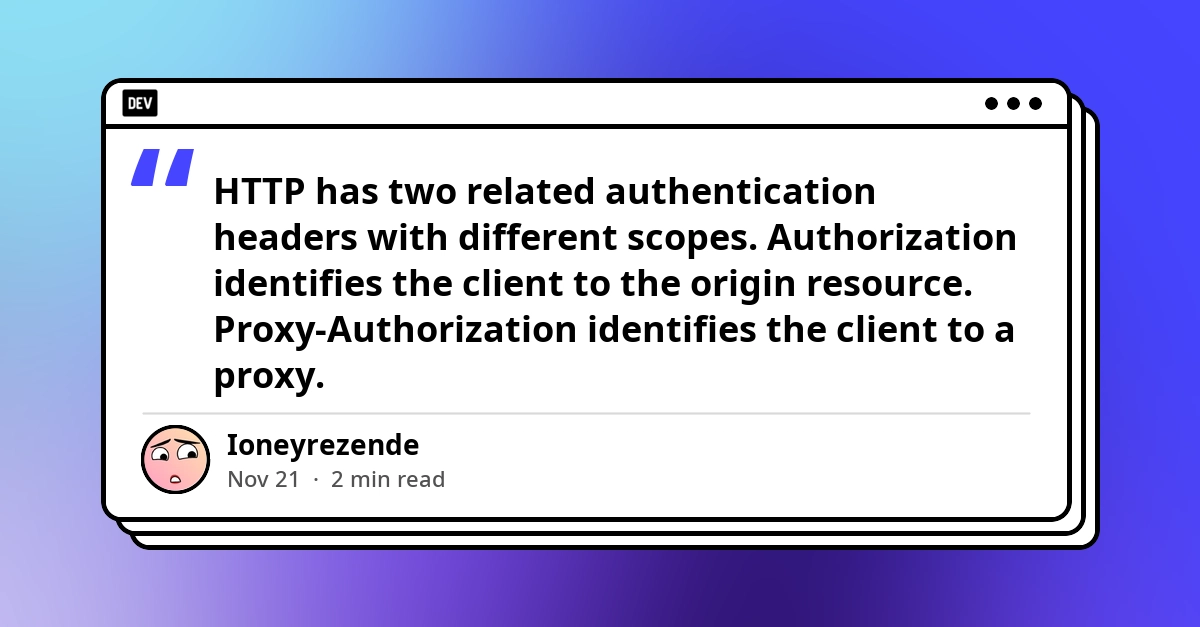 DEV
HTTP has two related authentication
headers with different scopes. Authorization
identifies the client to the origin resource.
Proxy-Authorization identifies the client to a
proxy.
Ioneyrezende
Nov 21 · 2 min read